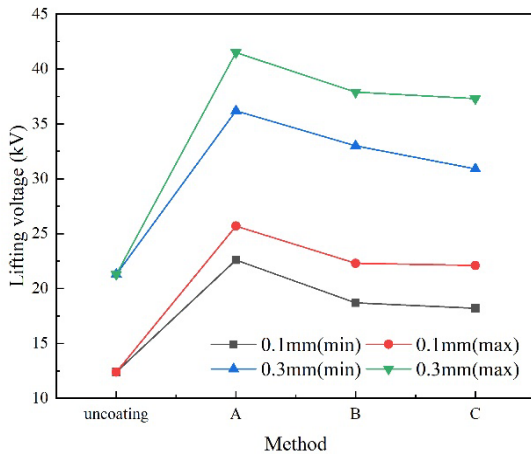 45
40
35
30
25
20
15
10
Lifting voltage (kV)
0.1mm(min) 0.1mm(max)
0.3mm(min) 0.3mm(max)
uncoating A B C
Method